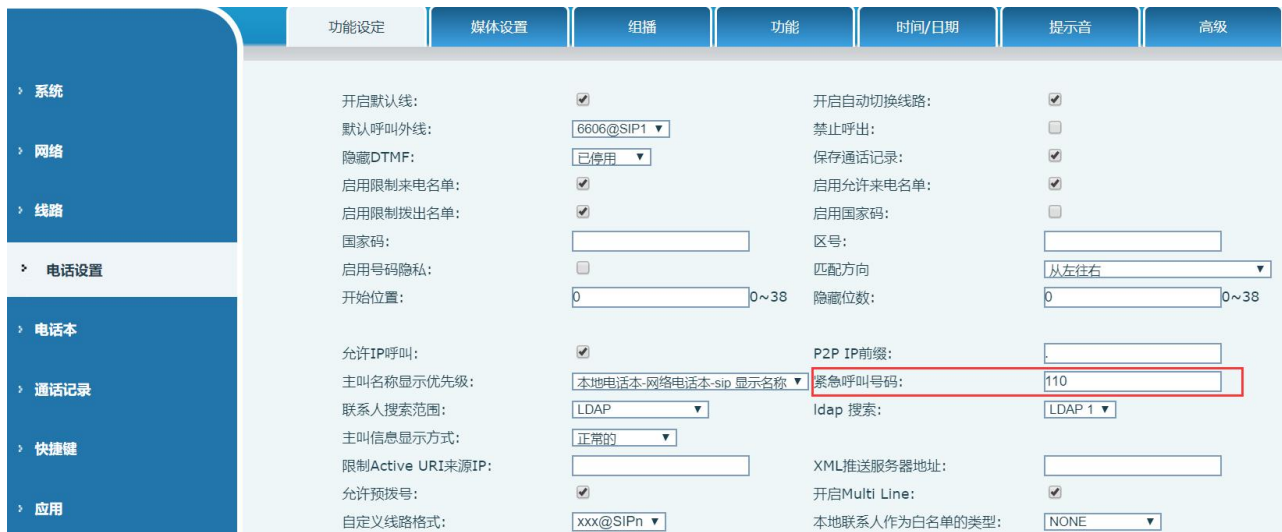 功能设定 媒体设置 组播 功能 时间/日期 提示音 高级
系统
网络
线路
电话设置
电话本
通话记录
快捷键
应用
开启默认线: 开启自动切换线路:
默认呼叫外线: 6606@SIP1 禁止呼出:
隐藏DTMF: 已停用 保存通话记录:
启用限制来电名单: 启用允许来电名单:
启用限制拨出名单: 启用国家码:
国家码: 区号:
启用号码隐私: 匹配方向 从左往右
开始位置: 0 0~38 隐藏位数: 0 0~38
允许IP呼叫: P2P IP前缀: .
主叫名称显示优先级: 本地电话本-网络电话本-sip 显示名称 紧急呼叫号码: 110
联系人搜索范围: LDAP ldap 搜索: LDAP 1
主叫信息显示方式: 正常的
限制Active URI来源IP: XML推送服务器地址:
允许预拨号: 开启Multi Line:
自定义线路格式: xxx@SIPn 本地联系人作为白名单的类型: NONE